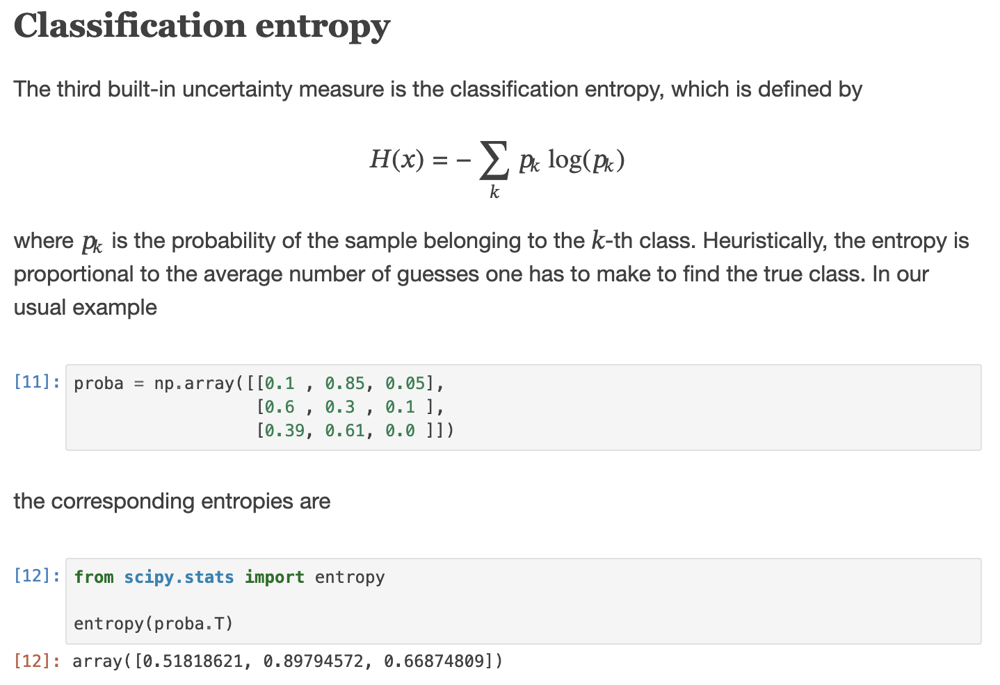 Classification entropy
The third built-in uncertainty measure is the classification entropy, which is defined by
H(x) = − ∑ pk log(pk)
k
where pk is the probability of the sample belonging to the k-th class. Heuristically, the entropy is
proportional to the average number of guesses one has to make to find the true class. In our
usual example
[11]: proba = np.array([[0.1 , 0.85, 0.05],
[0.6 , 0.3 , 0.1 ],
[0.39, 0.61, 0.0 ]])
the corresponding entropies are
[12]: from scipy.stats import entropy
entropy(proba.T)
[12]: array([0.51818621, 0.89794572, 0.66874809])